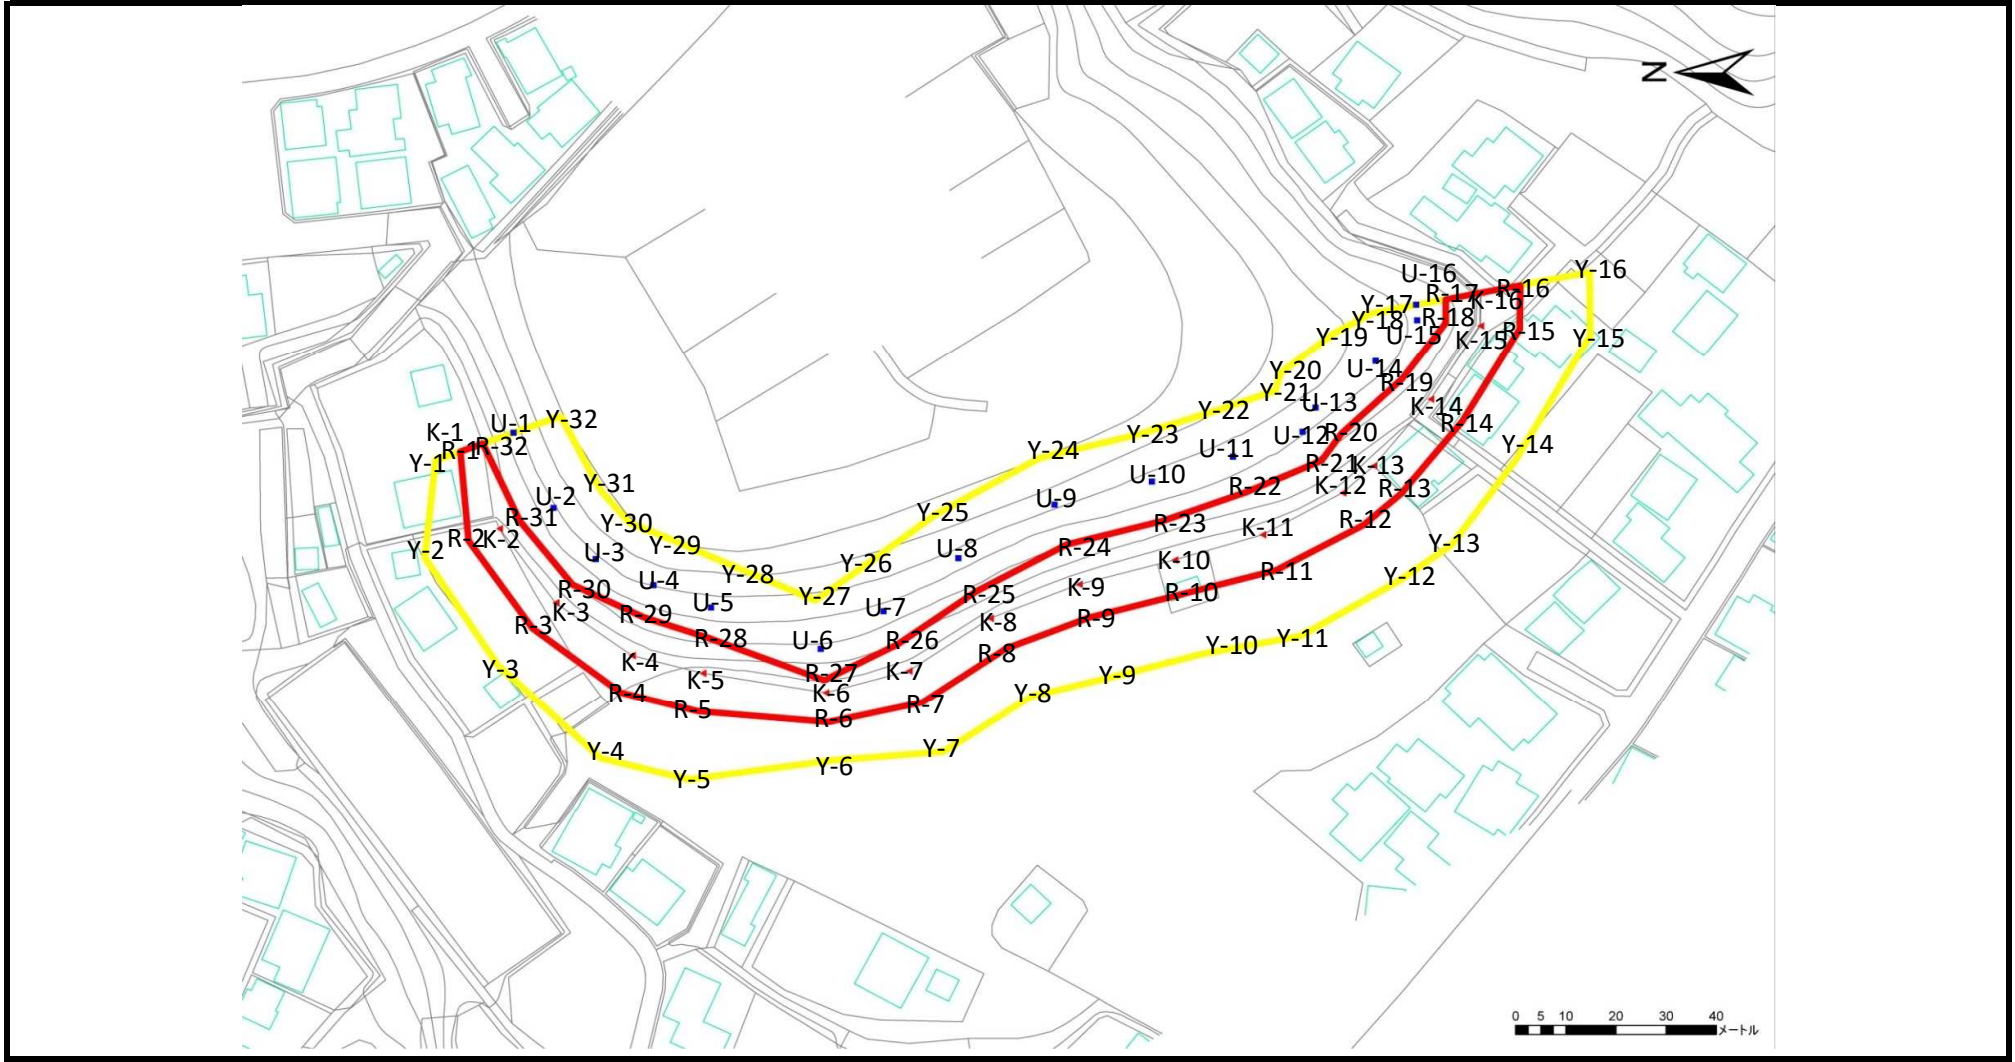 N
U-16
Y-16
R-16
R-17
K-16
Y-17
R-18
Y-18
U-15
R-15
K-15
Y-15
Y-19
Y-20
U-14
R-19
Y-21
U-13
K-14
Y-22
R-14
Y-32
U-1
K-1
R-1
R-32
Y-1
Y-23
U-12
R-20
Y-14
Y-24
U-11
R-21
K-13
Y-31
U-10
R-22
K-12
R-13
U-2
U-9
Y-25
R-31
Y-30
R-23
K-11
R-12
R-2
K-2
Y-2
Y-29
U-3
U-8
R-24
Y-13
Y-26
K-10
R-11
Y-12
Y-28
U-4
R-30
K-9
R-10
Y-27
U-5
R-25
U-7
K-3
R-29
R-3
K-8
R-9
R-28
U-6
R-26
Y-11
Y-10
R-8
K-4
Y-3
R-27
K-7
Y-9
K-5
K-6
R-4
Y-8
R-5
R-7
R-6
Y-4
Y-7
Y-6
Y-5
0 5 10 20 30 40
メートル